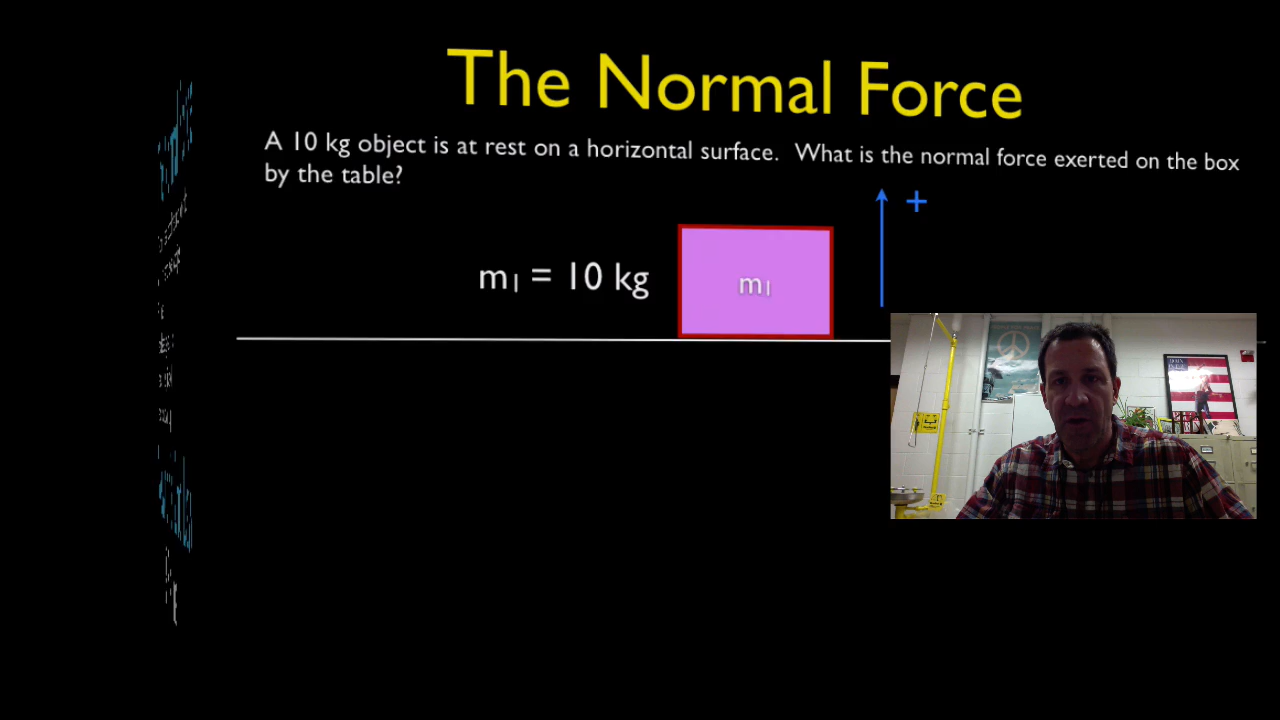 The Normal Force
A 10 kg object is at rest on a horizontal surface. What is the normal force exerted on the box
by the table?
+
m₁ = 10 kg
m₁